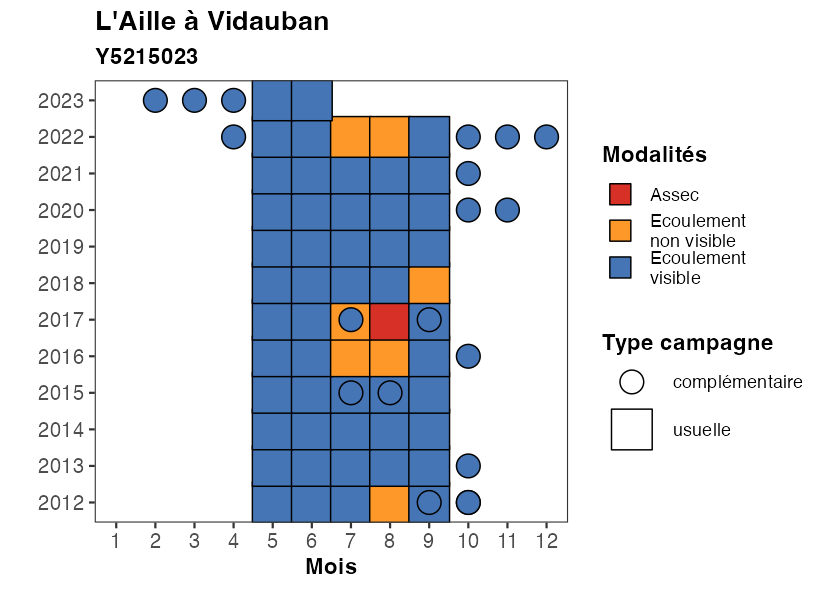 L'Aille à Vidauban
Y5215023
2023
2022
2021
2020
2019
2018
2017
2016
2015
2014
2013
2012
1 2 3 4 5 6 7 8 9 10 11 12
Mois
Modalités
Assec
Ecoulement
non visible
Ecoulement
visible
Type campagne
complémentaire
usuelle